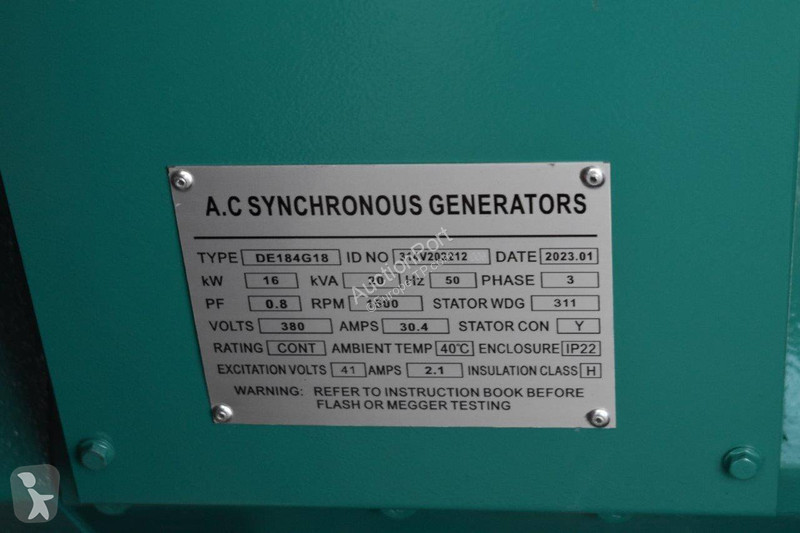 A.C SYNCHRONOUS GENERATORS
TYPE DE184G18 ID NO DATE 2023.01
kW 16 kVA 20 Hz 50 PHASE 3
PF 0.8 RPM 1500 STATOR WDG 311
VOLTS 380 AMPS 30.4 STATOR CON Y
RATING CONT AMBIENT TEMP 40℃ ENCLOSURE IP22
EXCITATION VOLTS 41 AMPS 2.1 INSULATION CLASS H
WARNING: REFER TO INSTRUCTION BOOK BEFORE
FLASH OR MEGGER TESTING
AuctionPort